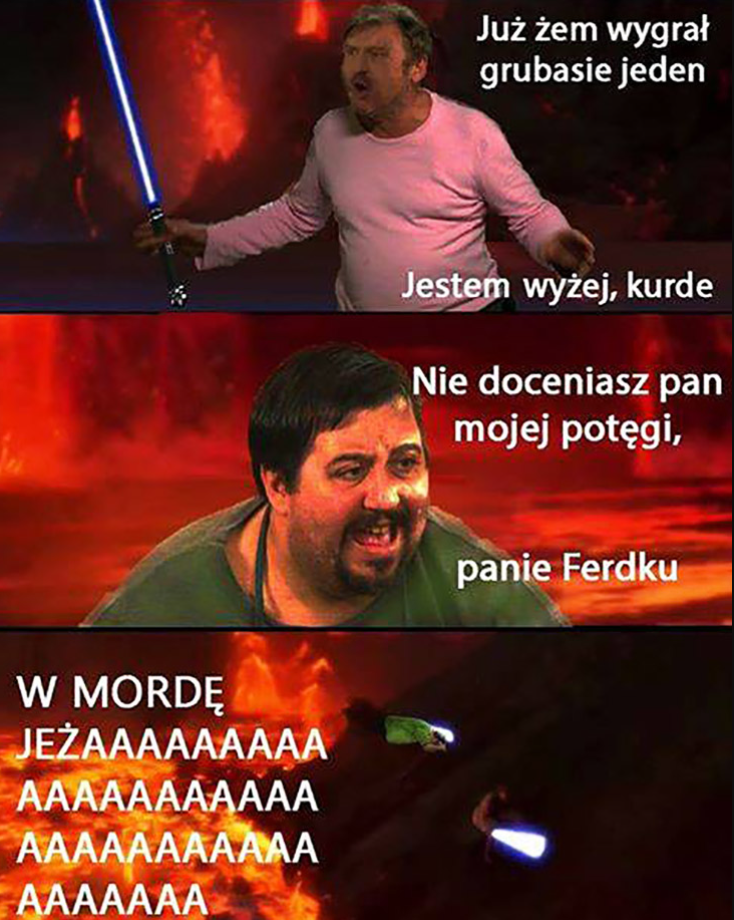 Już żem wygrał
grubasie jeden
Jestem wyżej, kurde
Nie doceniasz pan
mojej potęgi,
panie Ferdku
W MORDĘ
JEŻAAAAAAAAA
AAAAAAAAAAA
AAAAAAAAAAA
AAAAAAA